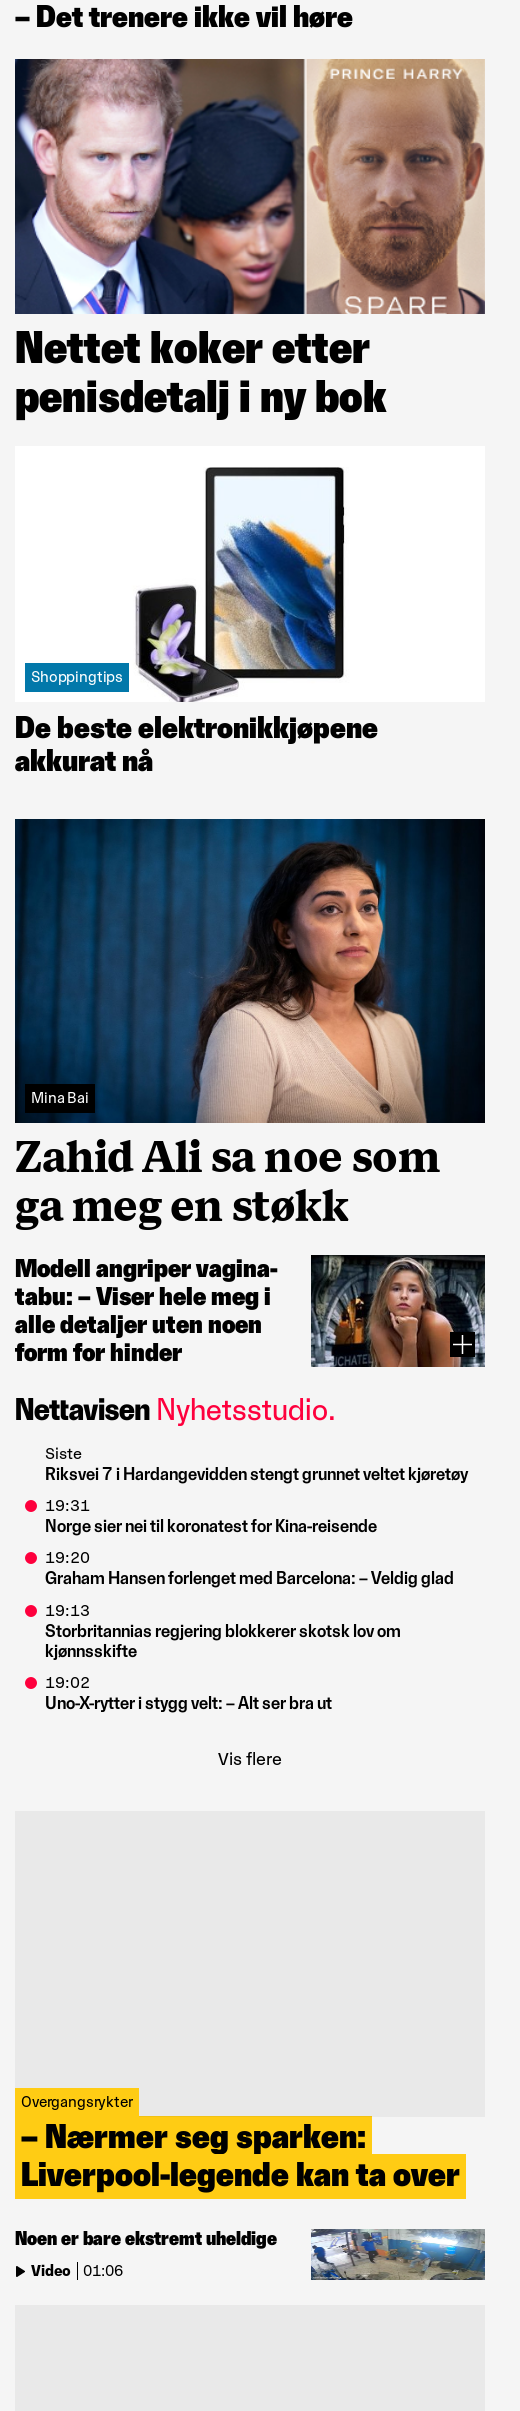 – Det trenere ikke vil høre
PRINCE HARRY
SPARE
Nettet koker etter
penisdetalj i ny bok
Shoppingtips
De beste elektronikkjøpene
akkurat nå
Mina Bai
Zahid Ali sa noe som
ga meg en støkk
Modell angriper vagina-
tabu: – Viser hele meg i
alle detaljer uten noen
form for hinder
Nettavisen Nyhetsstudio.
Siste
Riksvei 7 i Hardangevidden stengt grunnet veltet kjøretøy
19:31
Norge sier nei til koronatest for Kina-reisende
19:20
Graham Hansen forlenget med Barcelona: – Veldig glad
19:13
Storbritannias regjering blokkerer skotsk lov om
kjønnsskifte
19:02
Uno-X-rytter i stygg velt: – Alt ser bra ut
Vis flere
Overgangsrykter
– Nærmer seg sparken:
Liverpool-legende kan ta over
Noen er bare ekstremt uheldige
Video 01:06